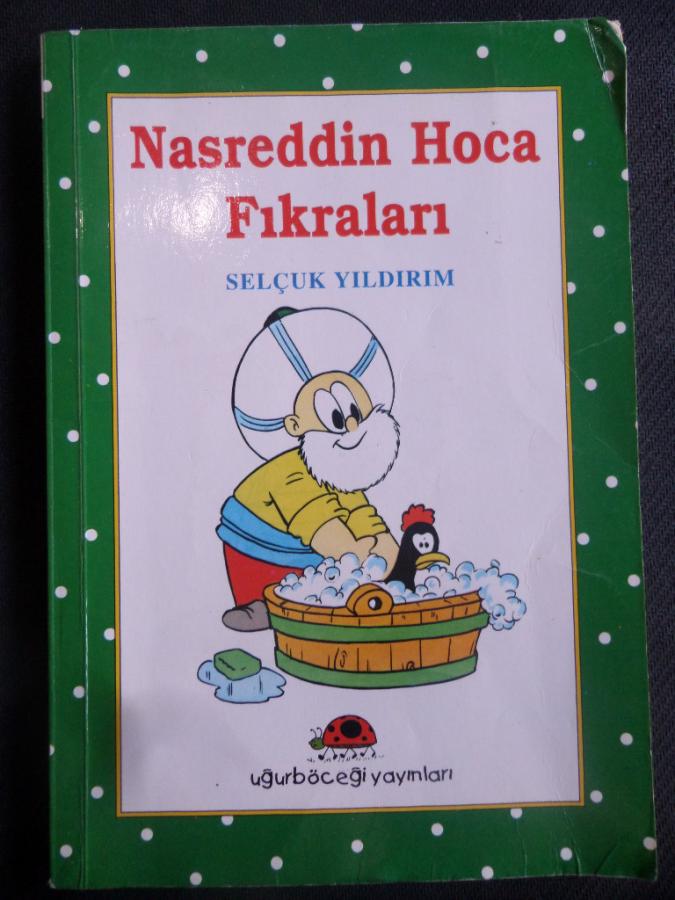 Nasreddin Hoca
Fıkraları
SELÇUK YILDIRIM
uğurböceği yayınları